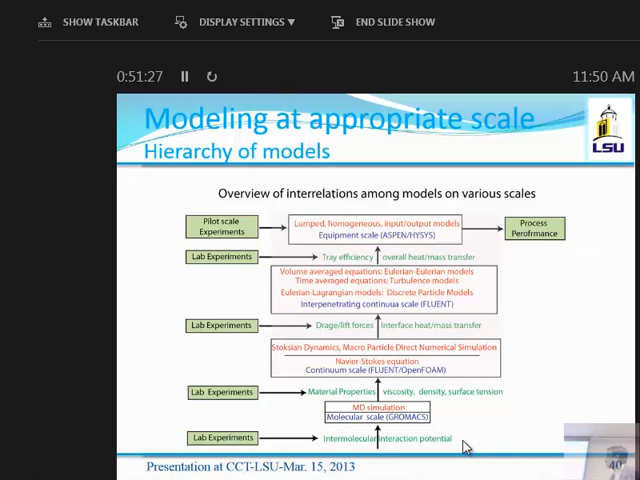 SHOW TASKBAR
DISPLAY SETTINGS ▼
END SLIDE SHOW
0:51:27
11:50 AM
Modeling at appropriate scale
Hierarchy of models
LSU
Overview of interrelations among models on various scales
Pilot scale
Experiments
Lumped, homogeneous, input/output models
Equipment scale (ASPEN/HYSYS)
Process
Perofrmance
Lab Experiments
Tray efficiency
overall heat/mass transfer
Volume averaged equations: Eulerian-Eulerian models
Time averaged equations: Turbulence models
Eulerian-Lagrangian models: Discrete Particle Models
Interpenetrating continuua scale (FLUENT)
Lab Experiments
Drage/lift forces
Interface heat/mass transfer
Stoksian Dynamics, Macro Particle Direct Numerical Simulation
Navier-Stokes equation
Continuum scale (FLUENT/OpenFOAM)
Lab Experiments
Material Properties
viscosity, density, surface tension
MD simulation
Molecular scale (GROMACS)
Lab Experiments
Intermolecular interaction potential
Presentation at CCT-LSU-Mar. 15, 2013
40